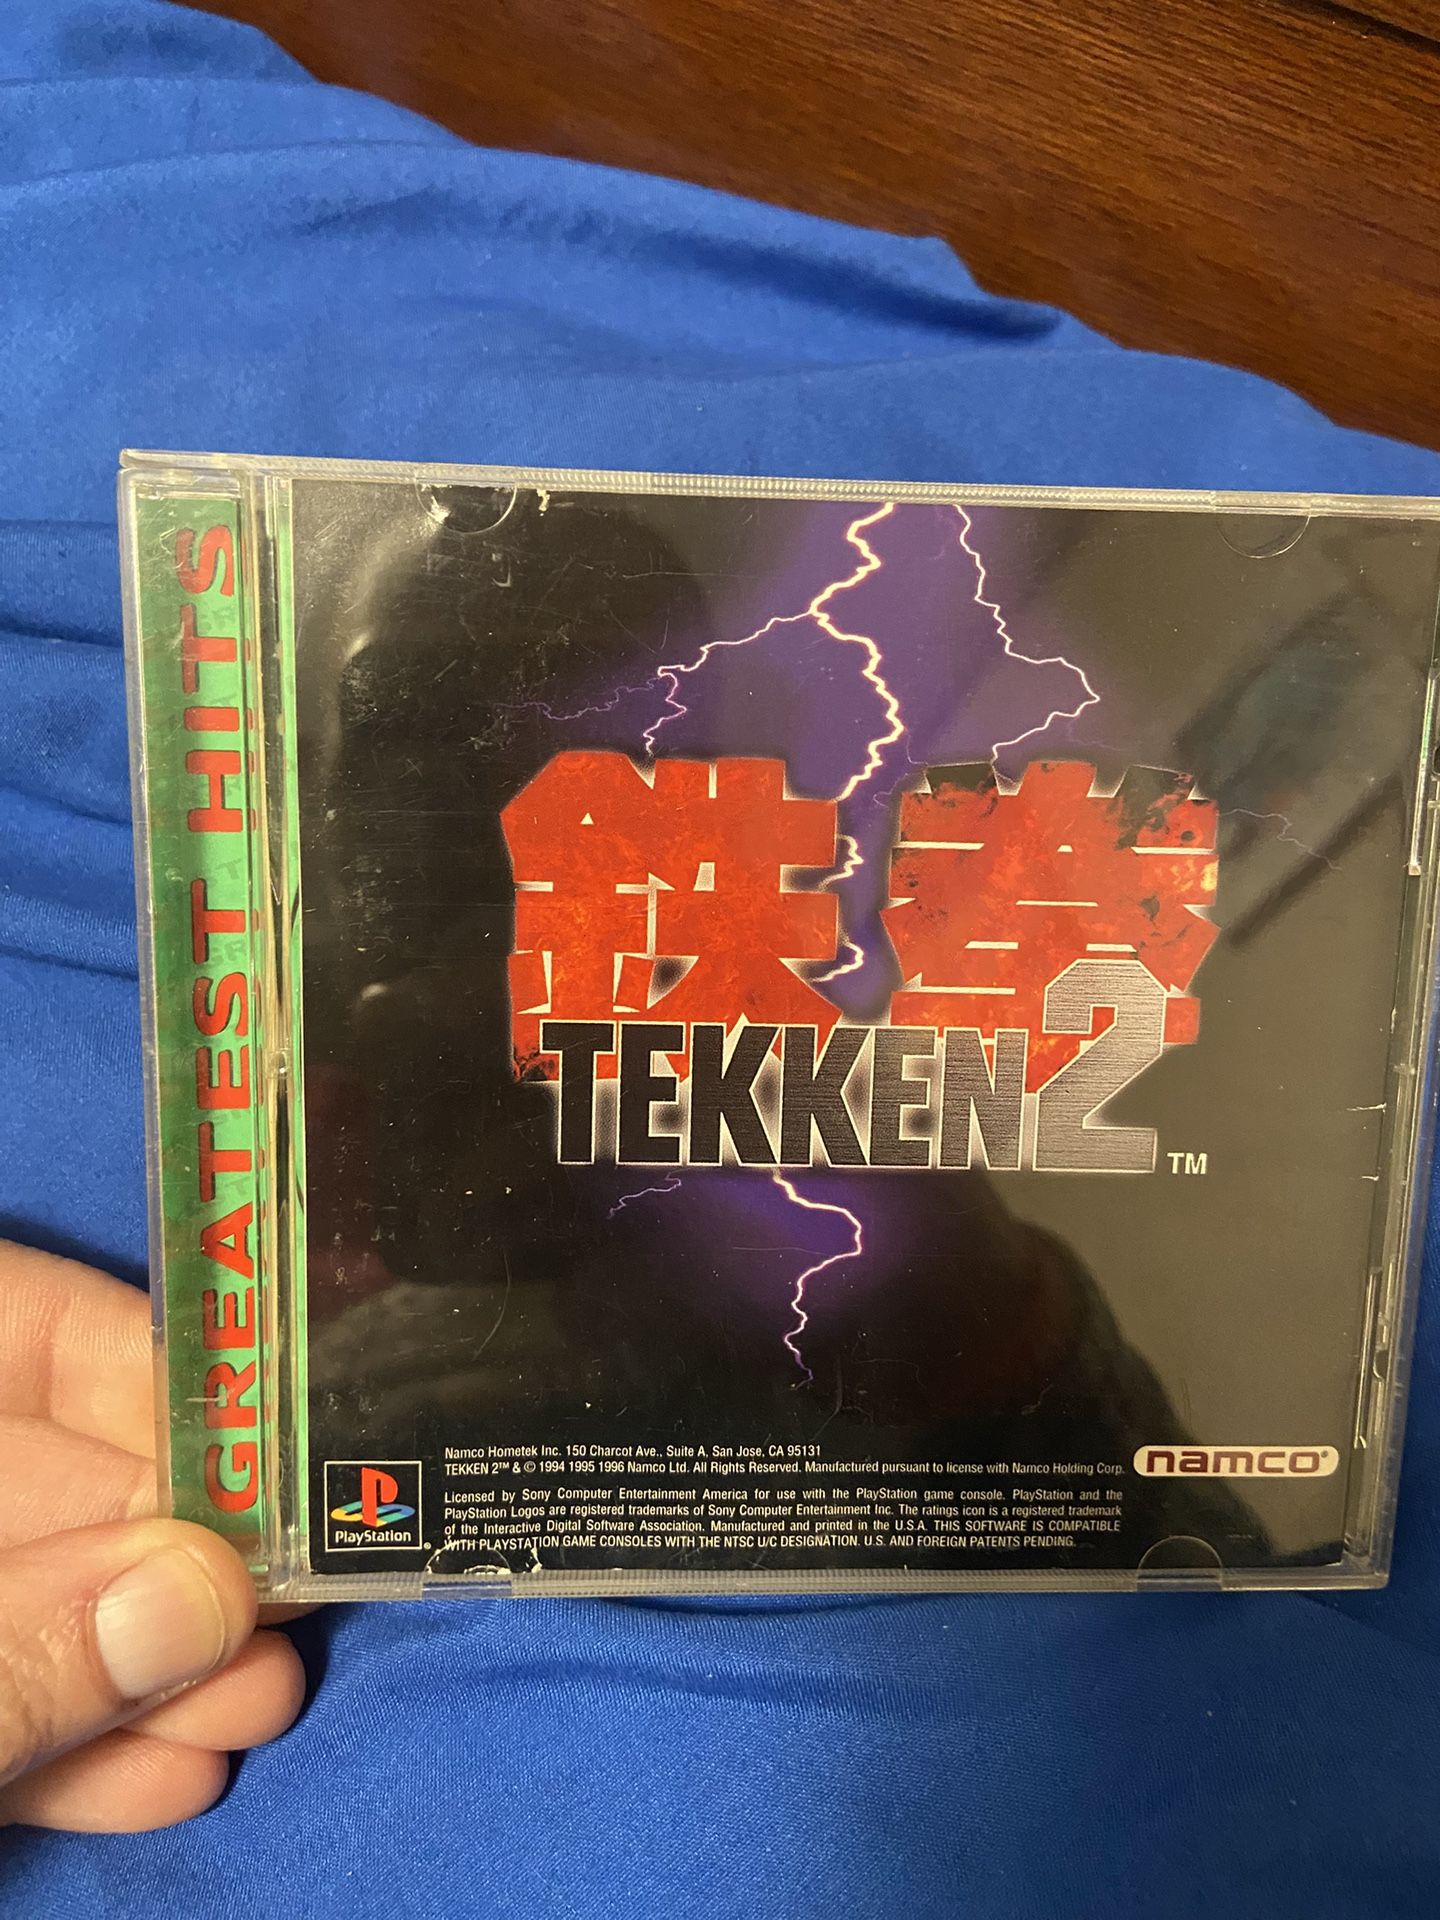 GREATEST HITS
鉄拳
TEKKEN 2™
Namco Hometek Inc. 150 Charcot Ave., Suite A, San Jose, CA 95131
TEKKEN 2™ & © 1994 1995 1996 Namco Ltd. All Rights Reserved. Manufactured pursuant to license with Namco Holding Corp.
namco®
Licensed by Sony Computer Entertainment America for use with the PlayStation game console. PlayStation and the
PlayStation Logos are registered trademarks of Sony Computer Entertainment Inc. The ratings icon is a registered trademark
of the Interactive Digital Software Association. Manufactured and printed in the U.S.A. THIS SOFTWARE IS COMPATIBLE
WITH PLAYSTATION GAME CONSOLES WITH THE NTSC U/C DESIGNATION. U.S. AND FOREIGN PATENTS PENDING.
PlayStation®